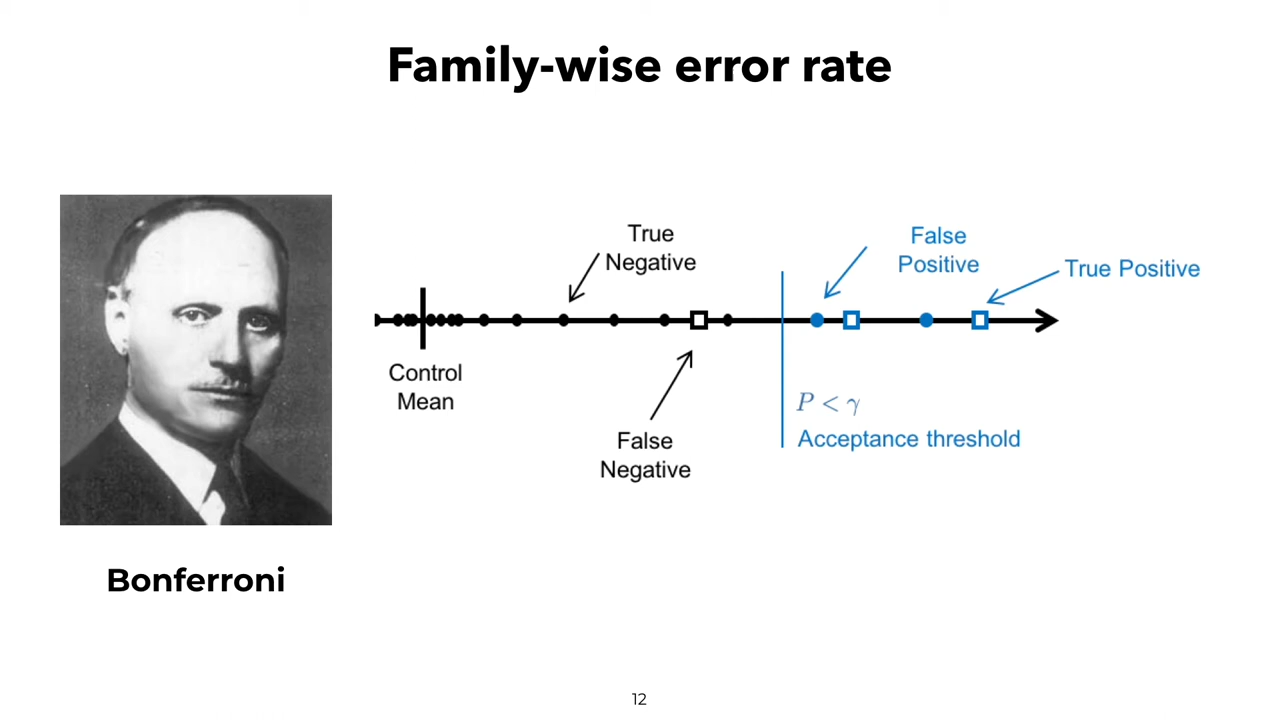 Family-wise error rate
True
Negative
False
Positive
True Positive
Control
Mean
P < γ
Acceptance threshold
False
Negative
Bonferroni
12